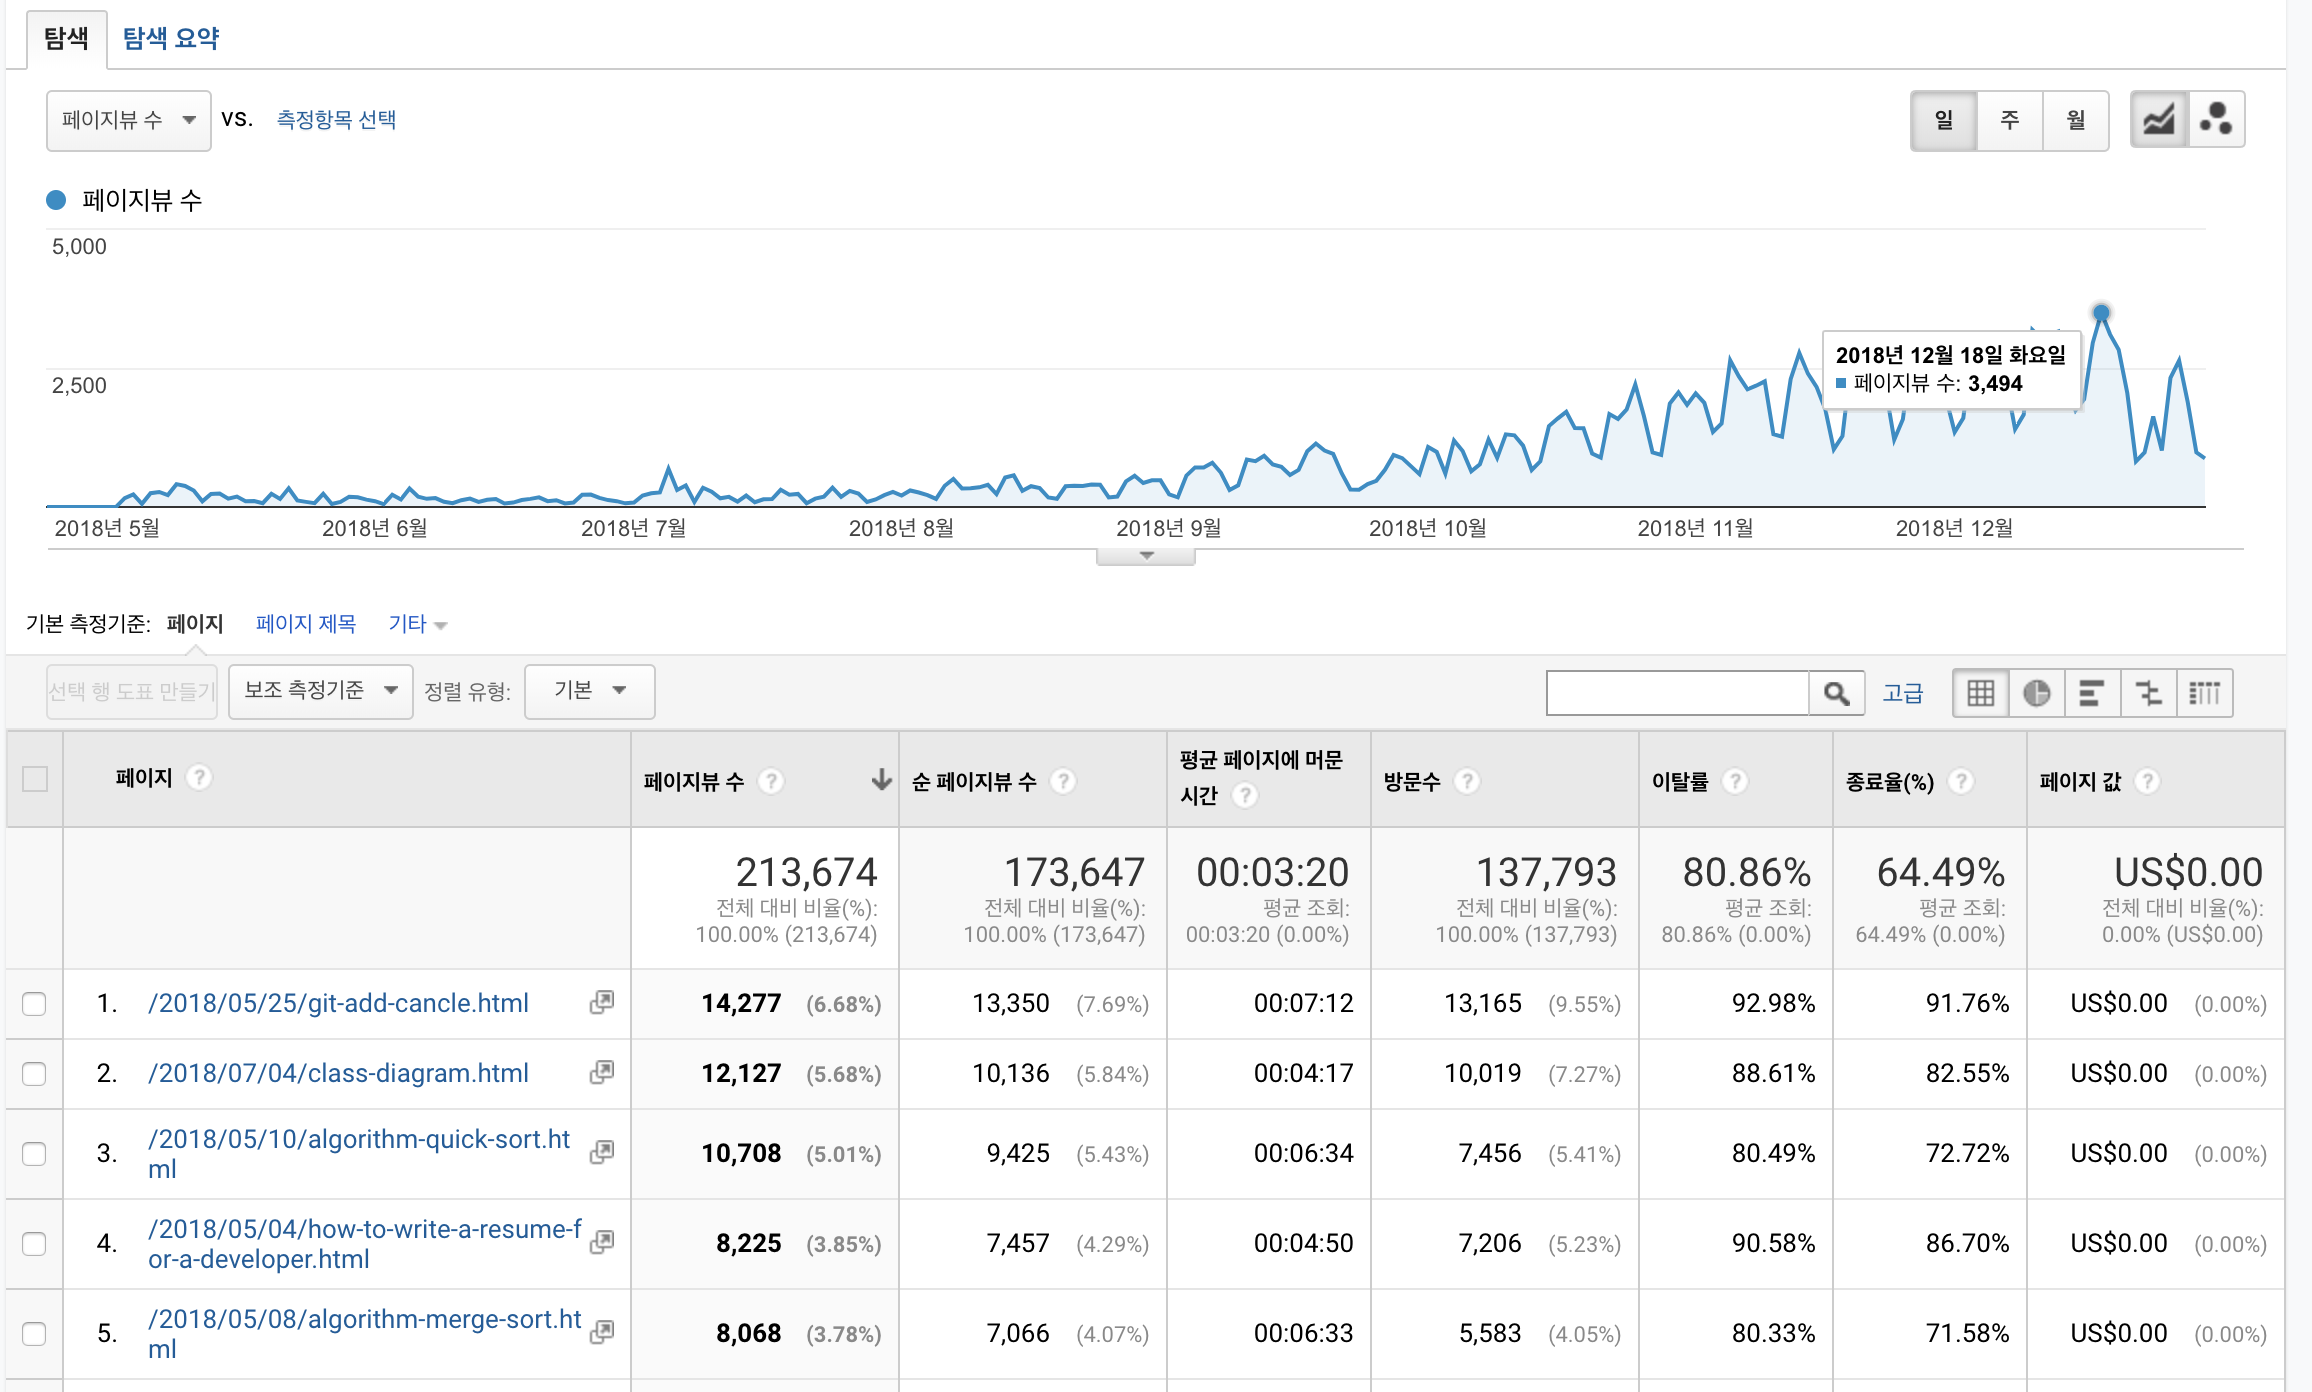 탐색 탐색 요약
페이지뷰 수 VS. 측정항목 선택 일 주 월
페이지뷰 수
5,000
2,500
2018년 12월 18일 화요일
페이지뷰 수: 3,494
2018년 5월 2018년 6월 2018년 7월 2018년 8월 2018년 9월 2018년 10월 2018년 11월 2018년 12월
기본 측정기준: 페이지 페이지 제목 기타
선택 행 도표 만들기 보조 측정기준 정렬 유형: 기본 고급
페이지 ? 페이지뷰 수 ? 순 페이지뷰 수 ? 평균 페이지에 머문 시간 ? 방문수 ? 이탈률 ? 종료율(%) ? 페이지 값 ?
213,674 173,647 00:03:20 137,793 80.86% 64.49% US$0.00
전체 대비 비율(%): 전체 대비 비율(%): 평균 조회: 전체 대비 비율(%): 평균 조회: 평균 조회: 전체 대비 비율(%):
100.00% (213,674) 100.00% (173,647) 00:03:20 (0.00%) 100.00% (137,793) 80.86% (0.00%) 64.49% (0.00%) 0.00% (US$0.00)
1. /2018/05/25/git-add-cancle.html 14,277 (6.68%) 13,350 (7.69%) 00:07:12 13,165 (9.55%) 92.98% 91.76% US$0.00 (0.00%)
2. /2018/07/04/class-diagram.html 12,127 (5.68%) 10,136 (5.84%) 00:04:17 10,019 (7.27%) 88.61% 82.55% US$0.00 (0.00%)
3. /2018/05/10/algorithm-quick-sort.ht
ml 10,708 (5.01%) 9,425 (5.43%) 00:06:34 7,456 (5.41%) 80.49% 72.72% US$0.00 (0.00%)
4. /2018/05/04/how-to-write-a-resume-f
or-a-developer.html 8,225 (3.85%) 7,457 (4.29%) 00:04:50 7,206 (5.23%) 90.58% 86.70% US$0.00 (0.00%)
5. /2018/05/08/algorithm-merge-sort.ht
ml 8,068 (3.78%) 7,066 (4.07%) 00:06:33 5,583 (4.05%) 80.33% 71.58% US$0.00 (0.00%)